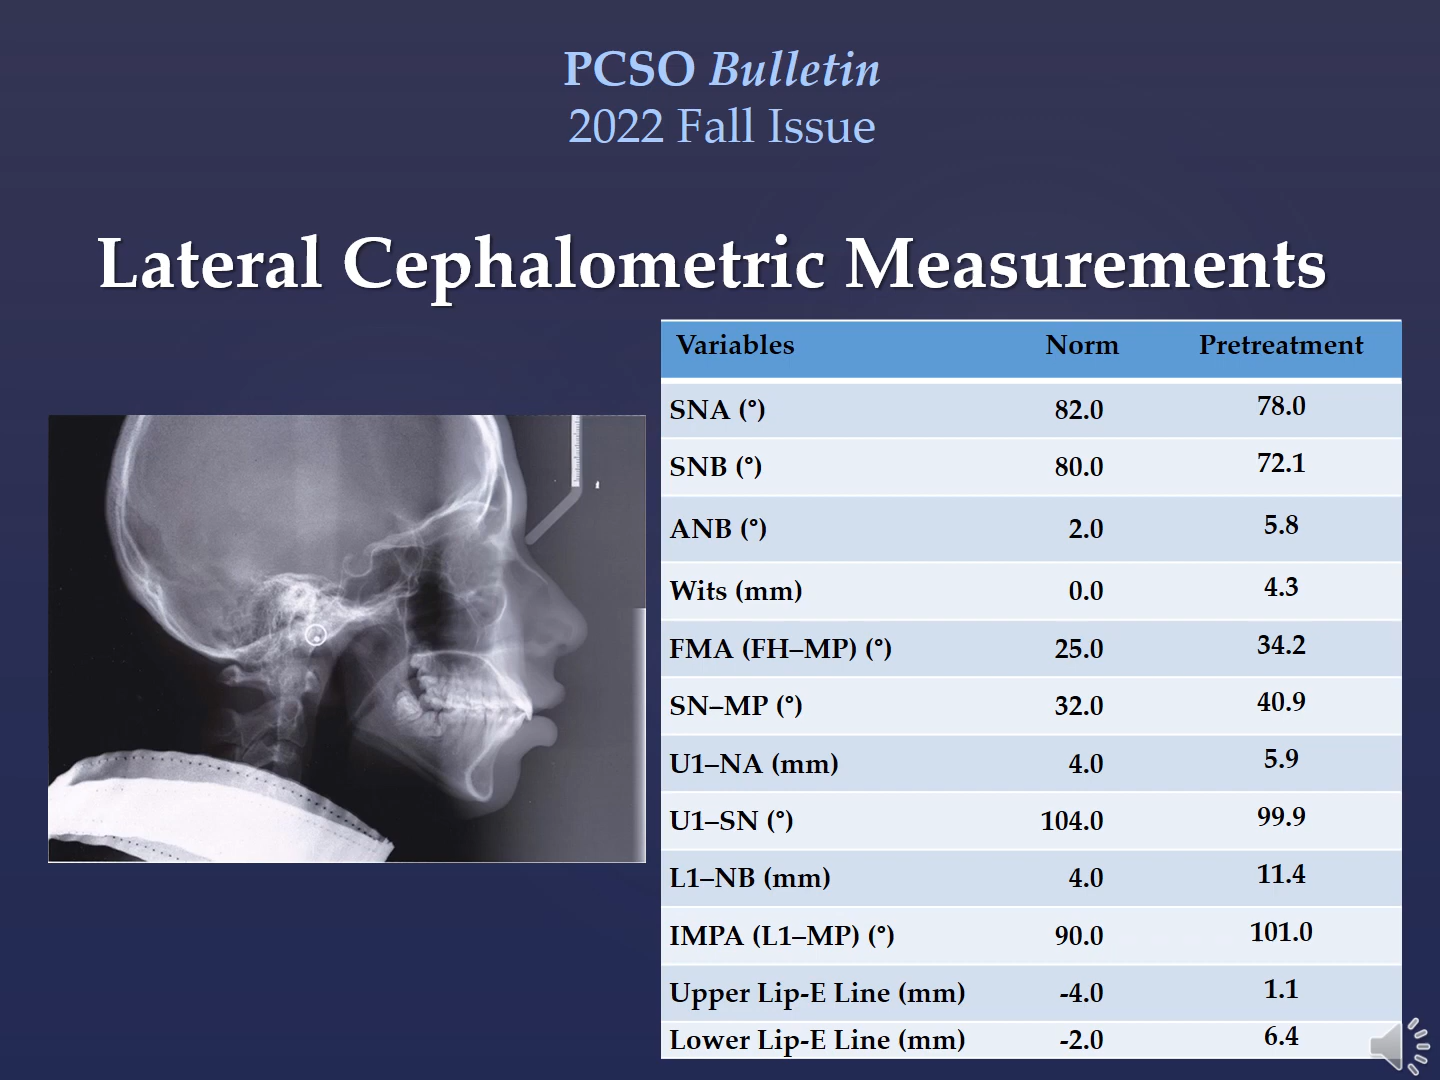 PCSO Bulletin
2022 Fall Issue
Lateral Cephalometric Measurements
Variables Norm Pretreatment
SNA (°) 82.0 78.0
SNB (°) 80.0 72.1
ANB (°) 2.0 5.8
Wits (mm) 0.0 4.3
FMA (FH–MP) (°) 25.0 34.2
SN–MP (°) 32.0 40.9
U1–NA (mm) 4.0 5.9
U1–SN (°) 104.0 99.9
L1–NB (mm) 4.0 11.4
IMPA (L1–MP) (°) 90.0 101.0
Upper Lip-E Line (mm) -4.0 1.1
Lower Lip-E Line (mm) -2.0 6.4